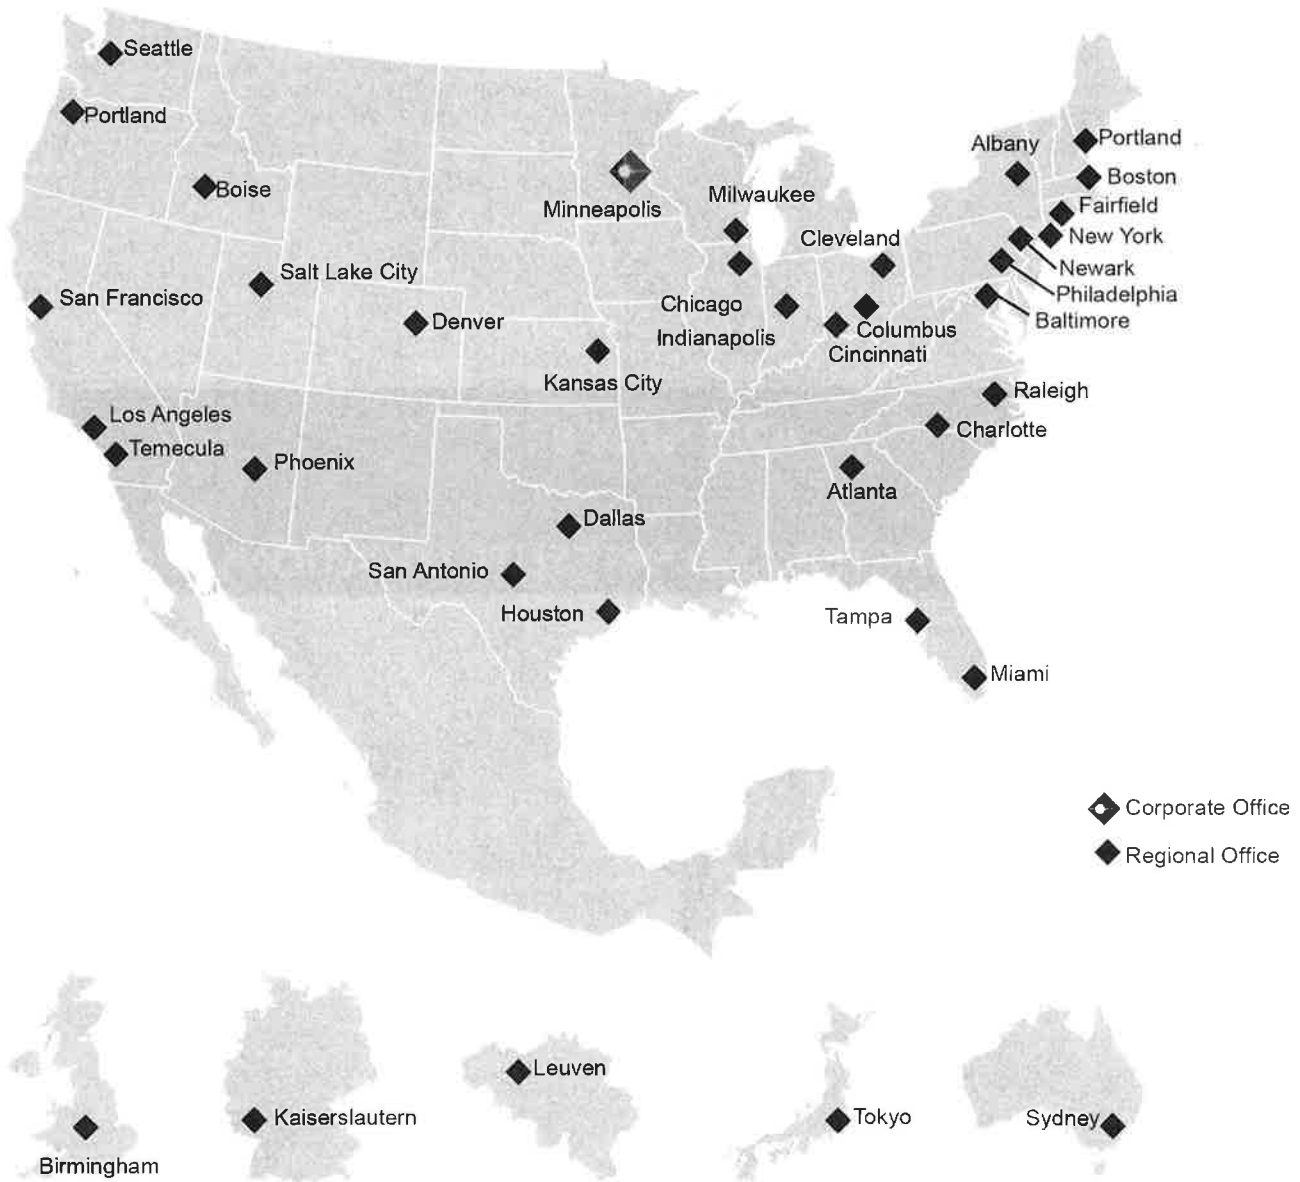 Seattle
Portland
Boise
Minneapolis
Milwaukee
Albany
Portland
Boston
Fairfield
New York
Newark
Philadelphia
Baltimore
Cleveland
Salt Lake City
San Francisco
Denver
Chicago
Indianapolis
Columbus
Cincinnati
Kansas City
Raleigh
Charlotte
Los Angeles
Temecula
Phoenix
Atlanta
Dallas
San Antonio
Houston
Tampa
Miami
Corporate Office
Regional Office
Leuven
Kaiserslautern
Tokyo
Sydney
Birmingham